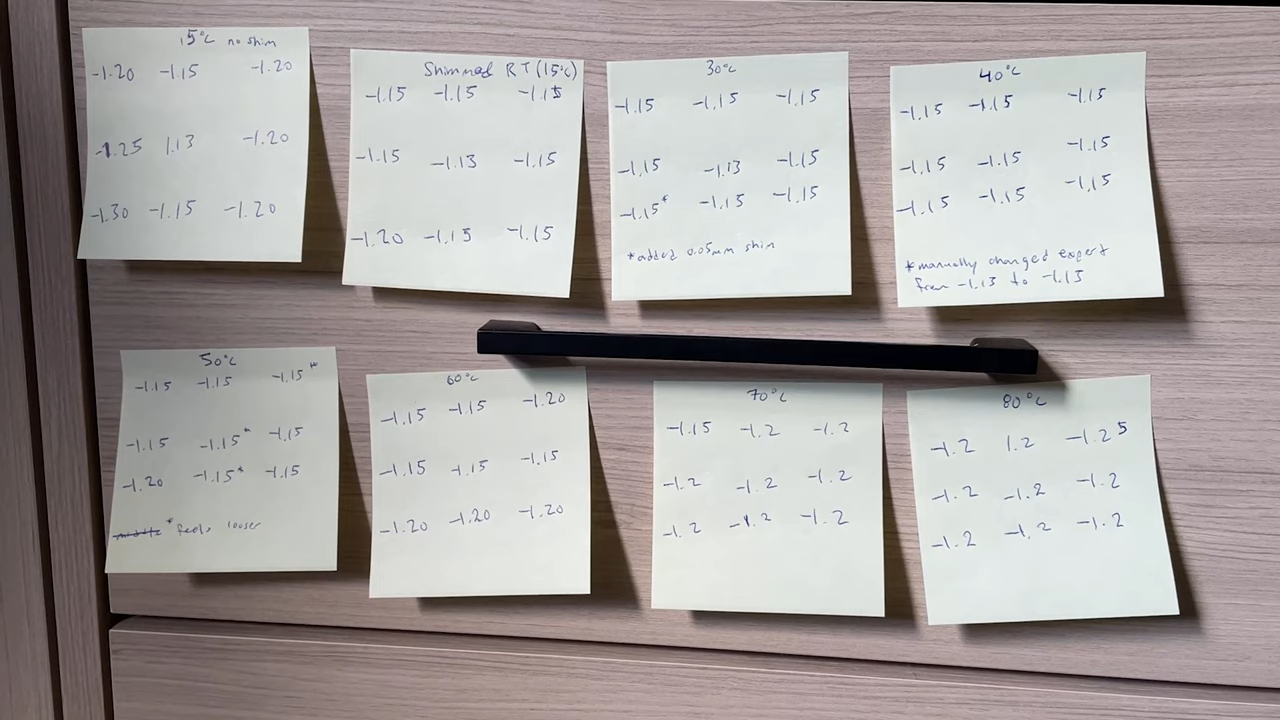 15°C no shim
-1.20 -1.15 -1.20
-1.25 1.13 -1.20
-1.30 -1.15 -1.20
Shimmed RT (15°C)
-1.15 -1.15 -1.15
-1.15 -1.13 -1.15
-1.20 -1.15 -1.15
30°C
-1.15 -1.15 -1.15
-1.15 -1.13 -1.15
-1.15* -1.15 -1.15
*added 0.05mm shim
40°C
-1.15 -1.15 -1.15
-1.15 -1.15 -1.15
-1.15 -1.15 -1.15
*manually changed expert
from -1.13 to -1.15
50°C
-1.15 -1.15 -1.15*
-1.15 -1.15* -1.15
-1.20 -1.15* -1.15
middle * feels looser
60°C
-1.15 -1.15 -1.20
-1.15 -1.15 -1.15
-1.20 -1.20 -1.20
70°C
-1.15 -1.2 -1.2
-1.2 -1.2 -1.2
-1.2 -1.2 -1.2
80°C
-1.2 1.2 -1.25
-1.2 -1.2 -1.2
-1.2 -1.2 -1.2